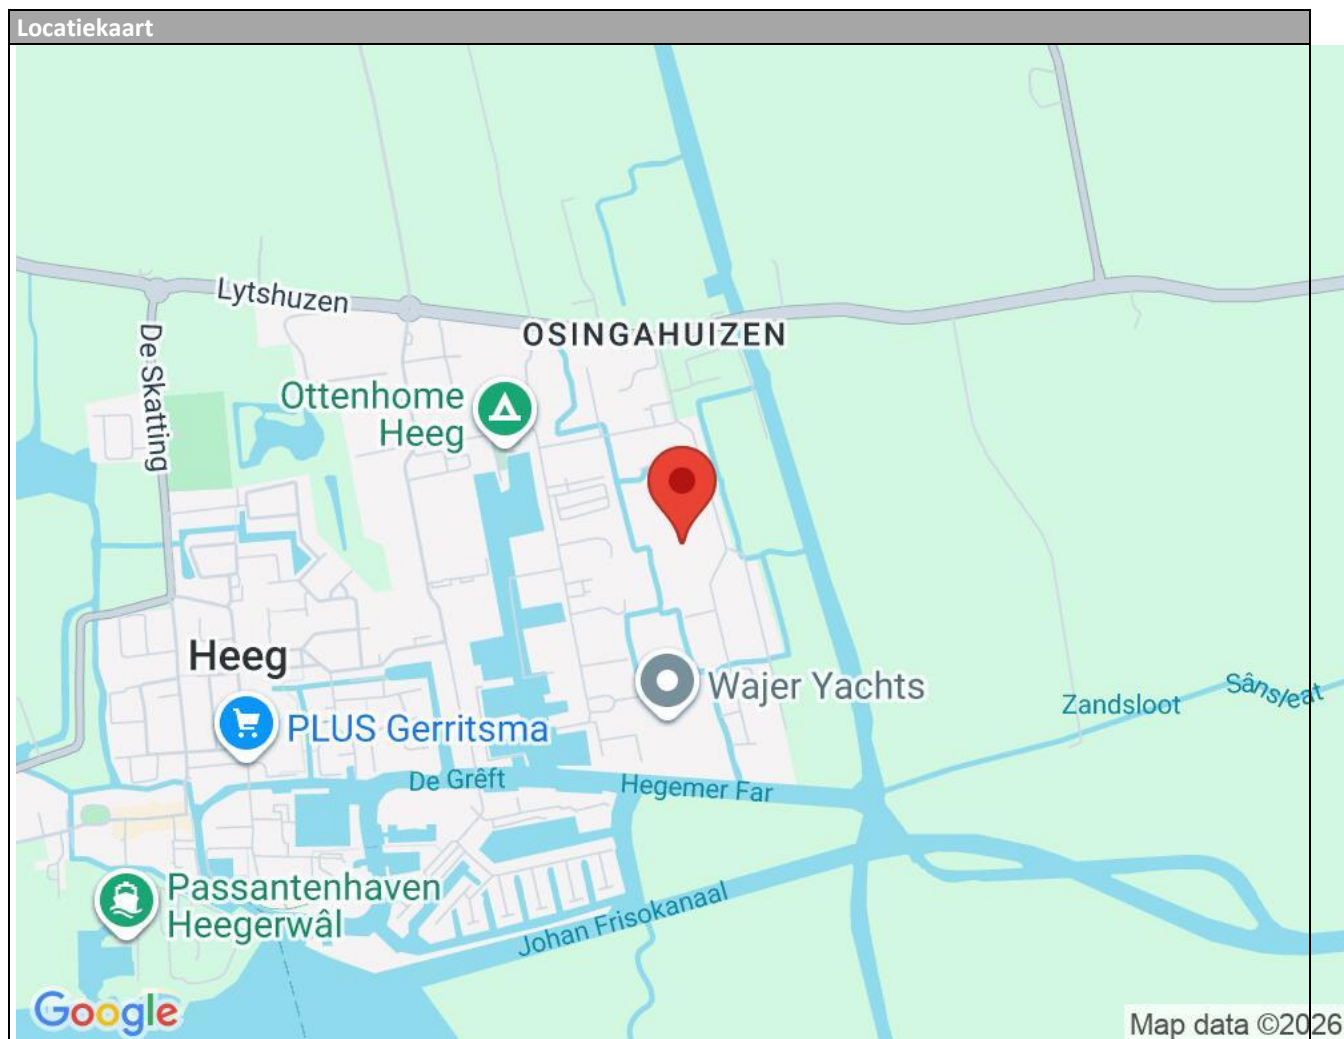 Locatiekaart
Lytshuzen
De Skatting
OSINGAHUIZEN
Ottenhome
Heeg
Heeg
Wajer Yachts
PLUS Gerritsma
Zandsloot
Sânsleat
De Grêft
Hegemer Far
Passantenhaven
Heegerwâl
Johan Frisokanaal
Google
Map data ©2026